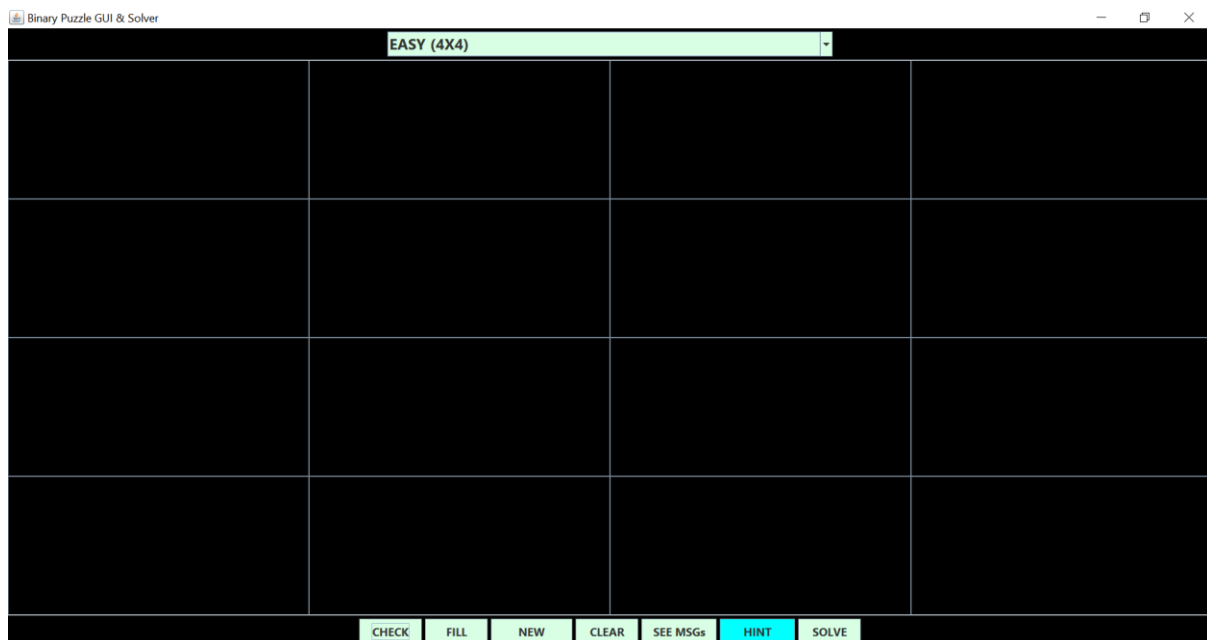 Binary Puzzle GUI & Solver
EASY (4X4)
CHECK FILL NEW CLEAR SEE MSGs HINT SOLVE